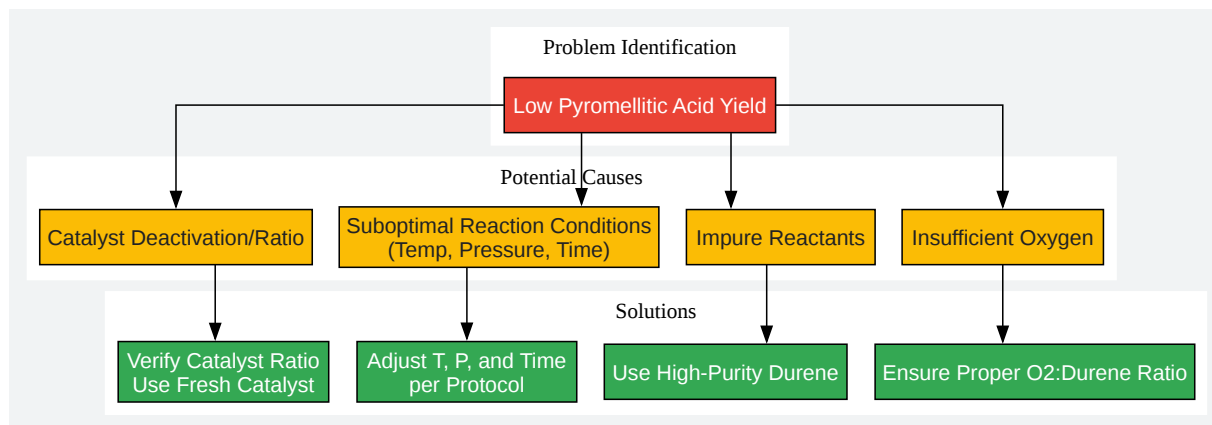 Problem Identification
Low Pyromellitic Acid Yield
Potential Causes
Catalyst Deactivation/Ratio
Suboptimal Reaction Conditions
(Temp, Pressure, Time)
Impure Reactants
Insufficient Oxygen
Solutions
Verify Catalyst Ratio
Use Fresh Catalyst
Adjust T, P, and Time
per Protocol
Use High-Purity Durene
Ensure Proper O2:Durene Ratio